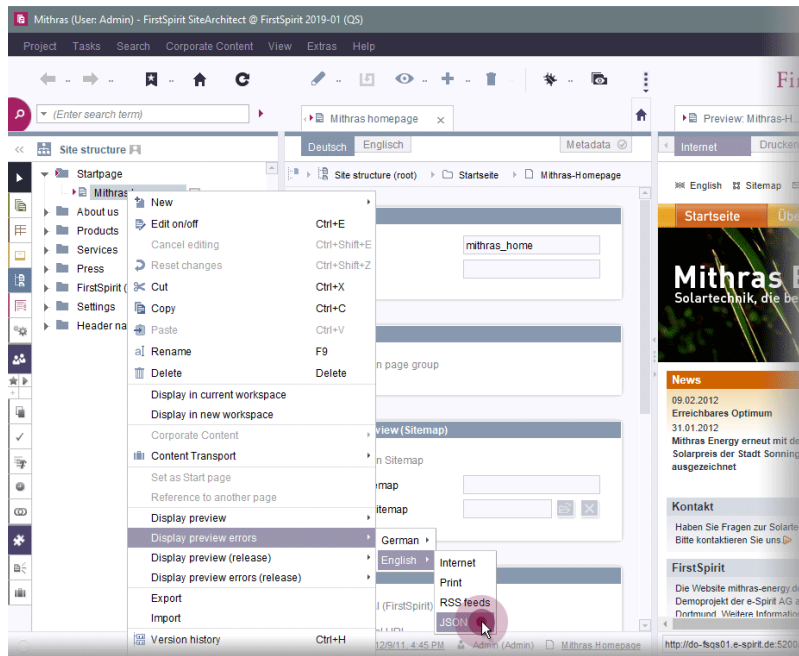 Mithras (User: Admin) - FirstSpirit SiteArchitect @ FirstSpirit 2019-01 (QS)
Project Tasks Search Corporate Content View Extras Help
(Enter search term)
Mithras homepage
Preview: Mithras-H...
Site structure
Deutsch Englisch Metadata
Internet
Startpage
Site structure (root) Startseite Mithras-Homepage
English Sitemap
About us
Products
Services
Press
FirstSpirit (
Settings
Header na
New
Edit on/off Ctrl+E
Cancel editing Ctrl+Shift+E
Reset changes Ctrl+Shift+Z
Cut Ctrl+X
Copy Ctrl+C
Paste Ctrl+V
Rename F9
Delete Delete
Display in current workspace
Display in new workspace
Corporate Content
Content Transport
Set as Start page
Reference to another page
Display preview
Display preview errors
Display preview (release)
Display preview errors (release)
Export
Import
Version history Ctrl+H
German
English
Internet
Print
RSS feeds
JSON
mithras_home
n page group
view (Sitemap)
n Sitemap
emap
itemap
l (FirstSpirit)
12/9/11, 4:45 PM Admin (Admin) Mithras Homepage
Startseite
Mithras
Solartechnik, die be
News
09.02.2012
Erreichbares Optimum
31.01.2012
Mithras Energy erneut mit de
Solarpreis der Stadt Sonning
ausgezeichnet
Kontakt
Haben Sie Fragen zur Solarte
Bitte kontaktieren Sie uns
FirstSpirit
Die Website mithras-energy.d
Demoprojekt der e-Spirit AG a
Dortmund. Weitere Information
http://do-fsqs01.e-spirit.de:5200